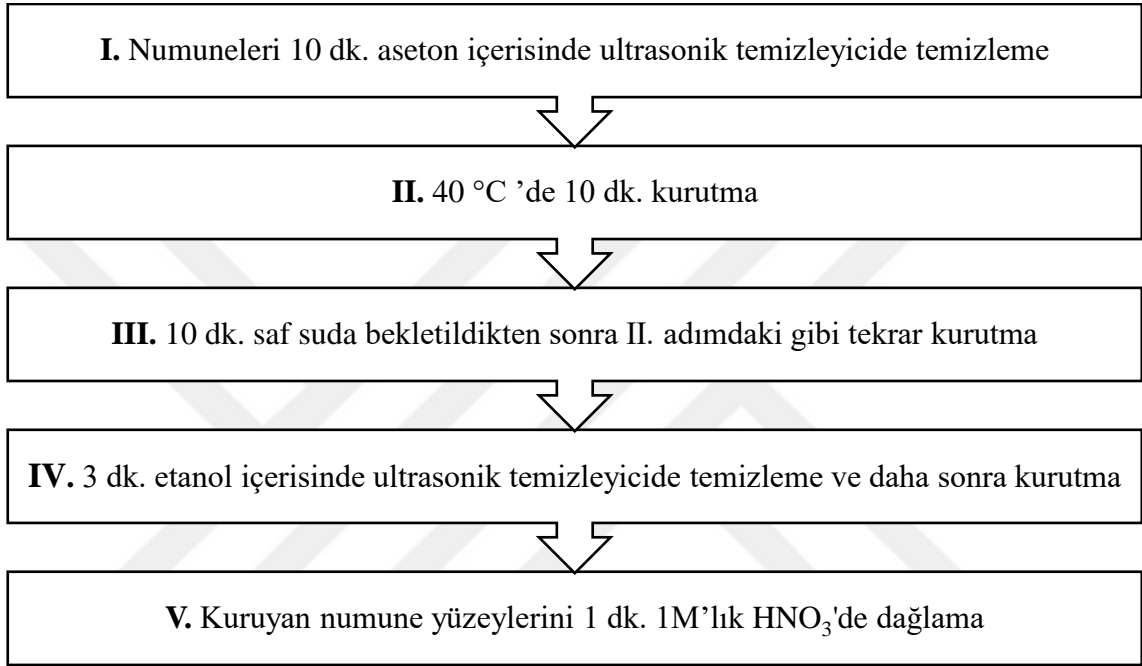 I. Numuneleri 10 dk. aseton içerisinde ultrasonik temizleyicide temizleme
II. 40 °C ’de 10 dk. kurutma
III. 10 dk. saf suda bekletildikten sonra II. adımdaki gibi tekrar kurutma
IV. 3 dk. etanol içerisinde ultrasonik temizleyicide temizleme ve daha sonra kurutma
V. Kuruyan numune yüzeylerini 1 dk. 1M’lık HNO₃'de dağlama